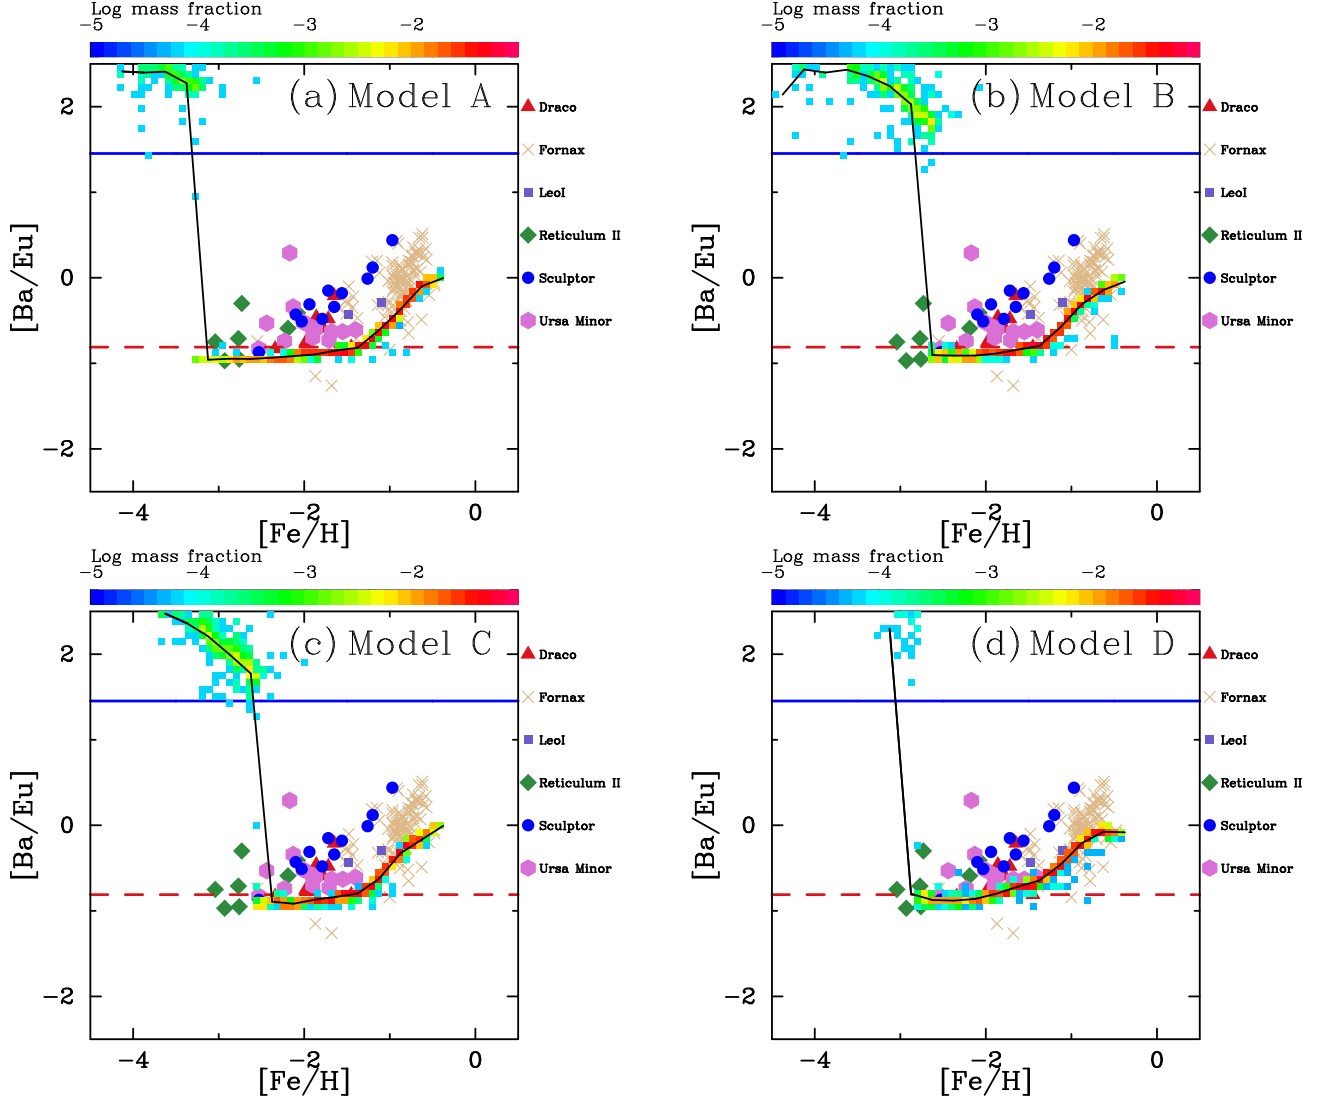 Log mass fraction
-5 -4 -3 -2
(a) Model A
2
0
-2
[Ba/Eu]
-4 -2 0
[Fe/H]
Draco
Fornax
LeoI
Reticulum II
Sculptor
Ursa Minor
Log mass fraction
-5 -4 -3 -2
(b) Model B
2
0
-2
[Ba/Eu]
-4 -2 0
[Fe/H]
Draco
Fornax
LeoI
Reticulum II
Sculptor
Ursa Minor
Log mass fraction
-5 -4 -3 -2
(c) Model C
2
0
-2
[Ba/Eu]
-4 -2 0
[Fe/H]
Draco
Fornax
LeoI
Reticulum II
Sculptor
Ursa Minor
Log mass fraction
-5 -4 -3 -2
(d) Model D
2
0
-2
[Ba/Eu]
-4 -2 0
[Fe/H]
Draco
Fornax
LeoI
Reticulum II
Sculptor
Ursa Minor